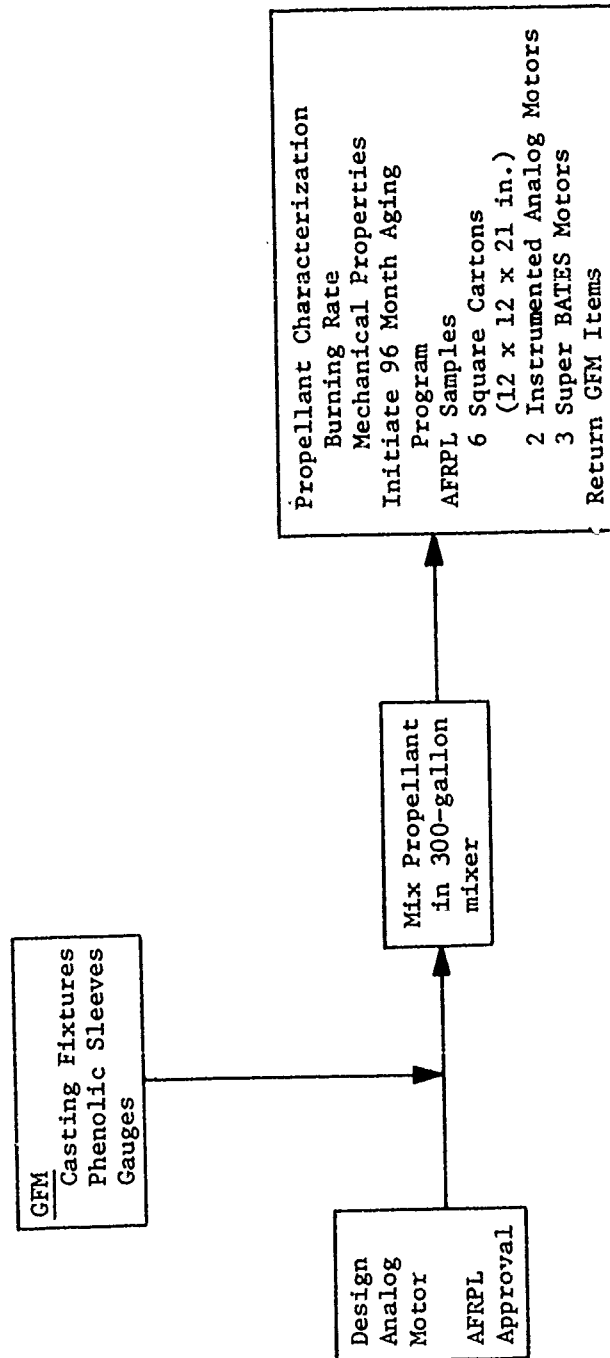 GFM
Casting Fixtures
Phenolic Sleeves
Gauges
Design
Analog
Motor
AFRPL
Approval
Mix Propellant
in 300-gallon
mixer
Propellant Characterization
Burning Rate
Mechanical Properties
Initiate 96 Month Aging
Program
AFRPL Samples
6 Square Cartons
(12 x 12 x 21 in.)
2 Instrumented Analog Motors
3 Super BATES Motors
Return GFM Items